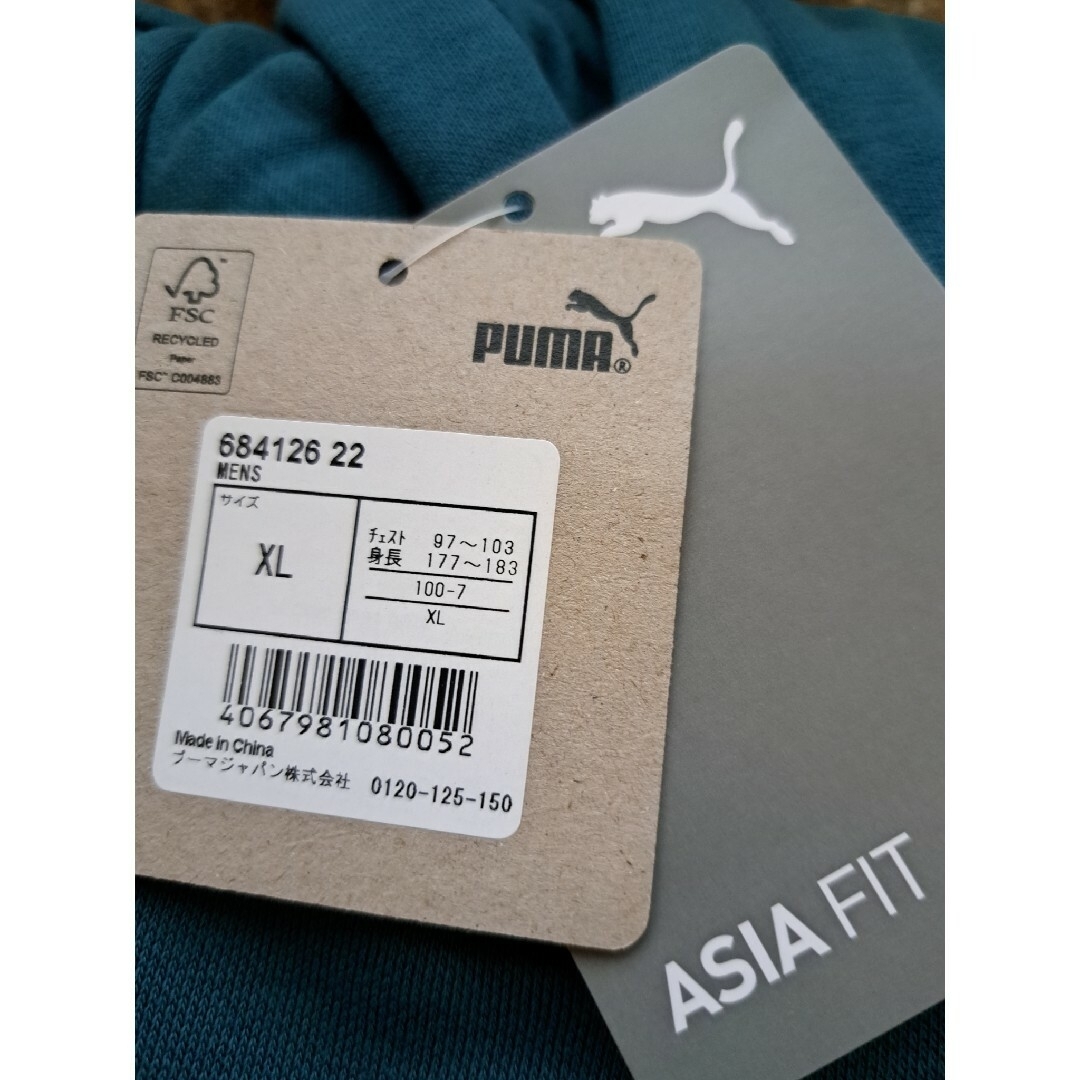 FSC™
RECYCLED
Paper
FSC™ C004883
PUMA®
684126 22
MENS
サイズ
XL
ﾁｪｽﾄ 97～103
身長 177～183
100-7
XL
4067981080052
Made in China
プーマジャパン株式会社 0120-125-150
ASIA FIT